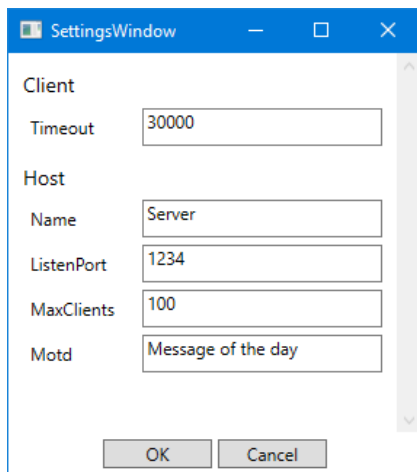 SettingsWindow
Client
Timeout 30000
Host
Name Server
ListenPort 1234
MaxClients 100
Motd Message of the day
OK Cancel